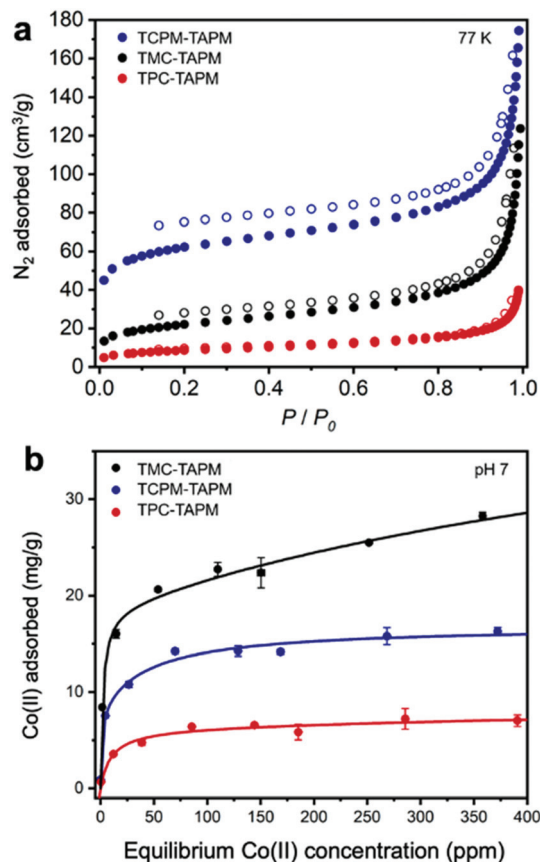 a
180
160
140
120
100
80
60
40
20
0
N₂ adsorbed (cm³/g)
TCPM-TAPM
TMC-TAPM
TPC-TAPM
77 K
0.0 0.2 0.4 0.6 0.8 1.0
P / P₀
b
30
20
10
0
Co(II) adsorbed (mg/g)
TMC-TAPM
TCPM-TAPM
TPC-TAPM
pH 7
0 50 100 150 200 250 300 350 400
Equilibrium Co(II) concentration (ppm)